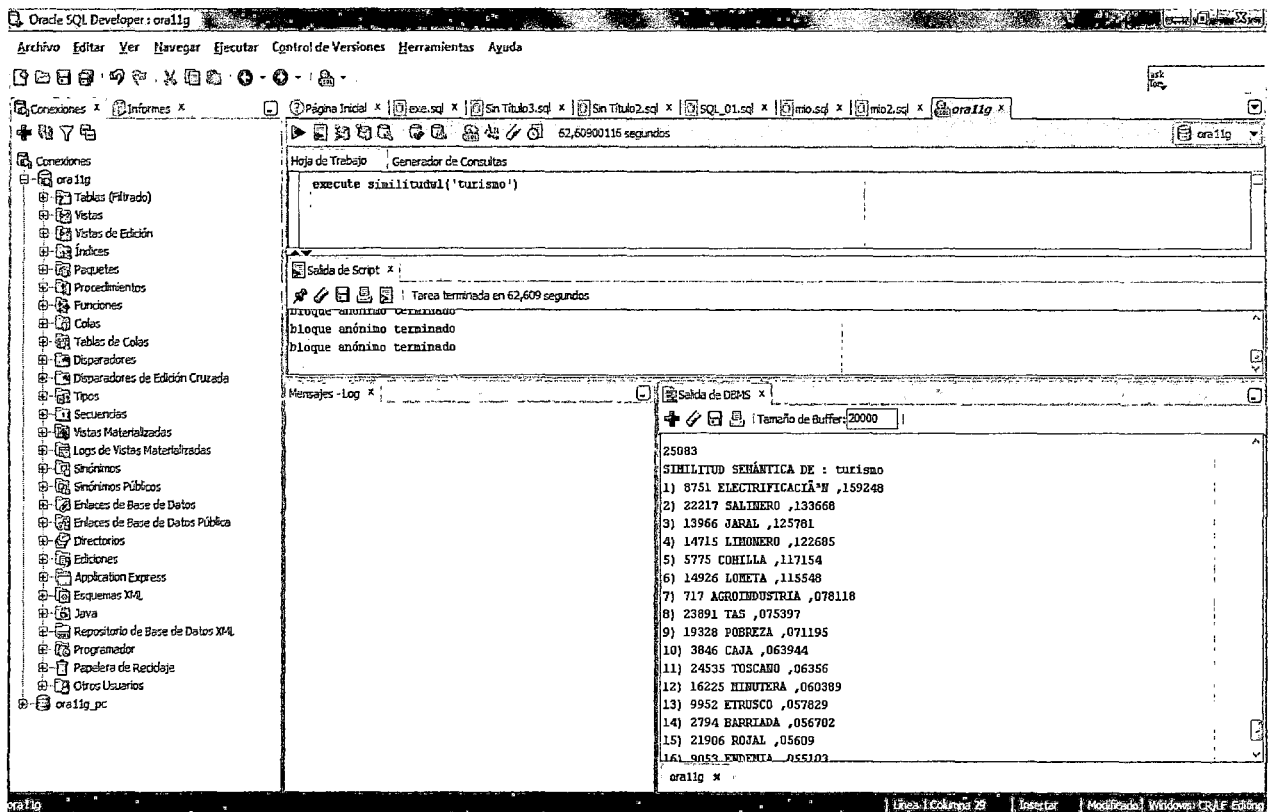 Oracle SQL Developer : ora11g
Archivo Editar Ver Navegar Ejecutar Control de Versiones Herramientas Ayuda
Conexiones x Informes x
Página Inicial x exe.sql x Sin Título3.sql x Sin Título2.sql x SQL_01.sql x mio.sql x mio2.sql x ora11g x
62,60900116 segundos
ora11g
Hoja de Trabajo Generador de Consultas
execute similitudul('turismo')
Conexiones
ora11g
Tablas (Filtrado)
Vistas
Vistas de Edición
Índices
Paquetes
Procedimientos
Funciones
Colas
Tablas de Colas
Disparadores
Disparadores de Edición Cruzada
Tipos
Secuencias
Vistas Materializadas
Logs de Vistas Materializadas
Sinónimos
Sinónimos Públicos
Enlaces de Base de Datos
Enlaces de Base de Datos Pública
Directorios
Ediciones
Application Express
Esquemas XML
Java
Repositorio de Base de Datos XML
Programador
Papelera de Reciclaje
Otros Usuarios
ora11g_pc
Salida de Script x
Tarea terminada en 62,609 segundos
bloque anónimo terminado
bloque anónimo terminado
bloque anónimo terminado
Mensajes -Log x
Salida de DBMS x
Tamaño de Buffer: 20000
25083
SIMILITUD SEMÁNTICA DE : turismo
1) 8751 ELECTRIFICACIÃ³N ,159248
2) 22217 SALINERO ,133668
3) 13966 JARAL ,125781
4) 14715 LIMONERO ,122685
5) 5775 COMILLA ,117154
6) 14926 LOMETA ,115548
7) 717 AGROINDUSTRIA ,078118
8) 23891 TAS ,075397
9) 19328 POBREZA ,071195
10) 3846 CAJA ,063944
11) 24535 TOSCANO ,06356
12) 16225 MINUTERA ,060389
13) 9952 ETRUSCO ,057829
14) 2794 BARRIADA ,056702
15) 21906 ROJAL ,05609
16) 9053 ENDEMIA ,055103
ora11g x
ora11g
Línea 1 Columna 29 Insertar Modificado Windows: CR/LF Editing